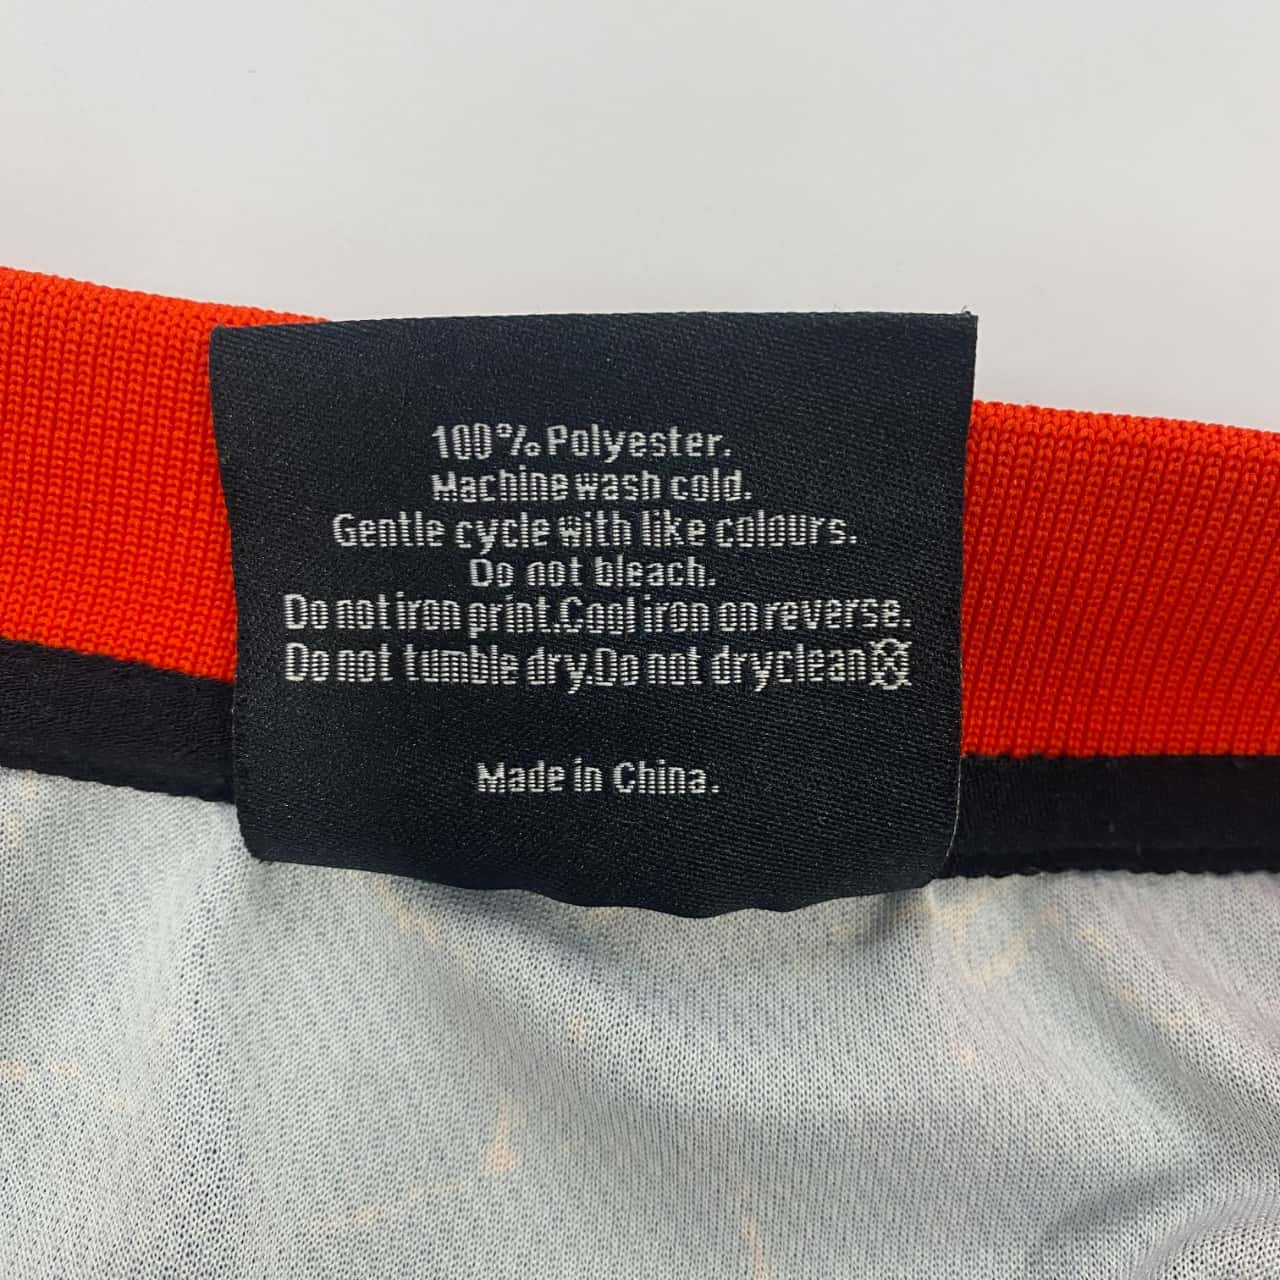 100% Polyester.
Machine wash cold.
Gentle cycle with like colours.
Do not bleach.
Do not iron print.Cool iron on reverse.
Do not tumble dry.Do not dryclean
Made in China.